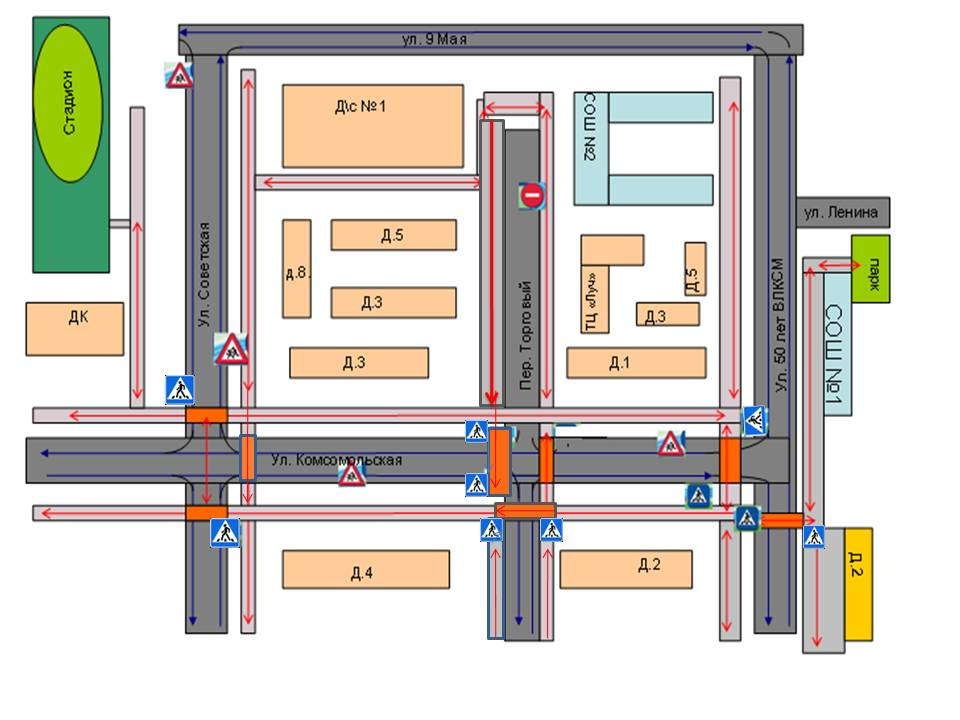 ул. 9 Мая
Стадион
Д\с №1
СОШ №2
ул. Ленина
парк
Д.5
д.8.
Д.3
Ул. Советская
Пер. Торговый
ТЦ «Луч»
Д.5
Д.3
Ул. 50 лет ВЛКСМ
СОШ №1
ДК
Д.3
Д.1
Ул. Комсомольская
Д.4
Д.2
Д.2